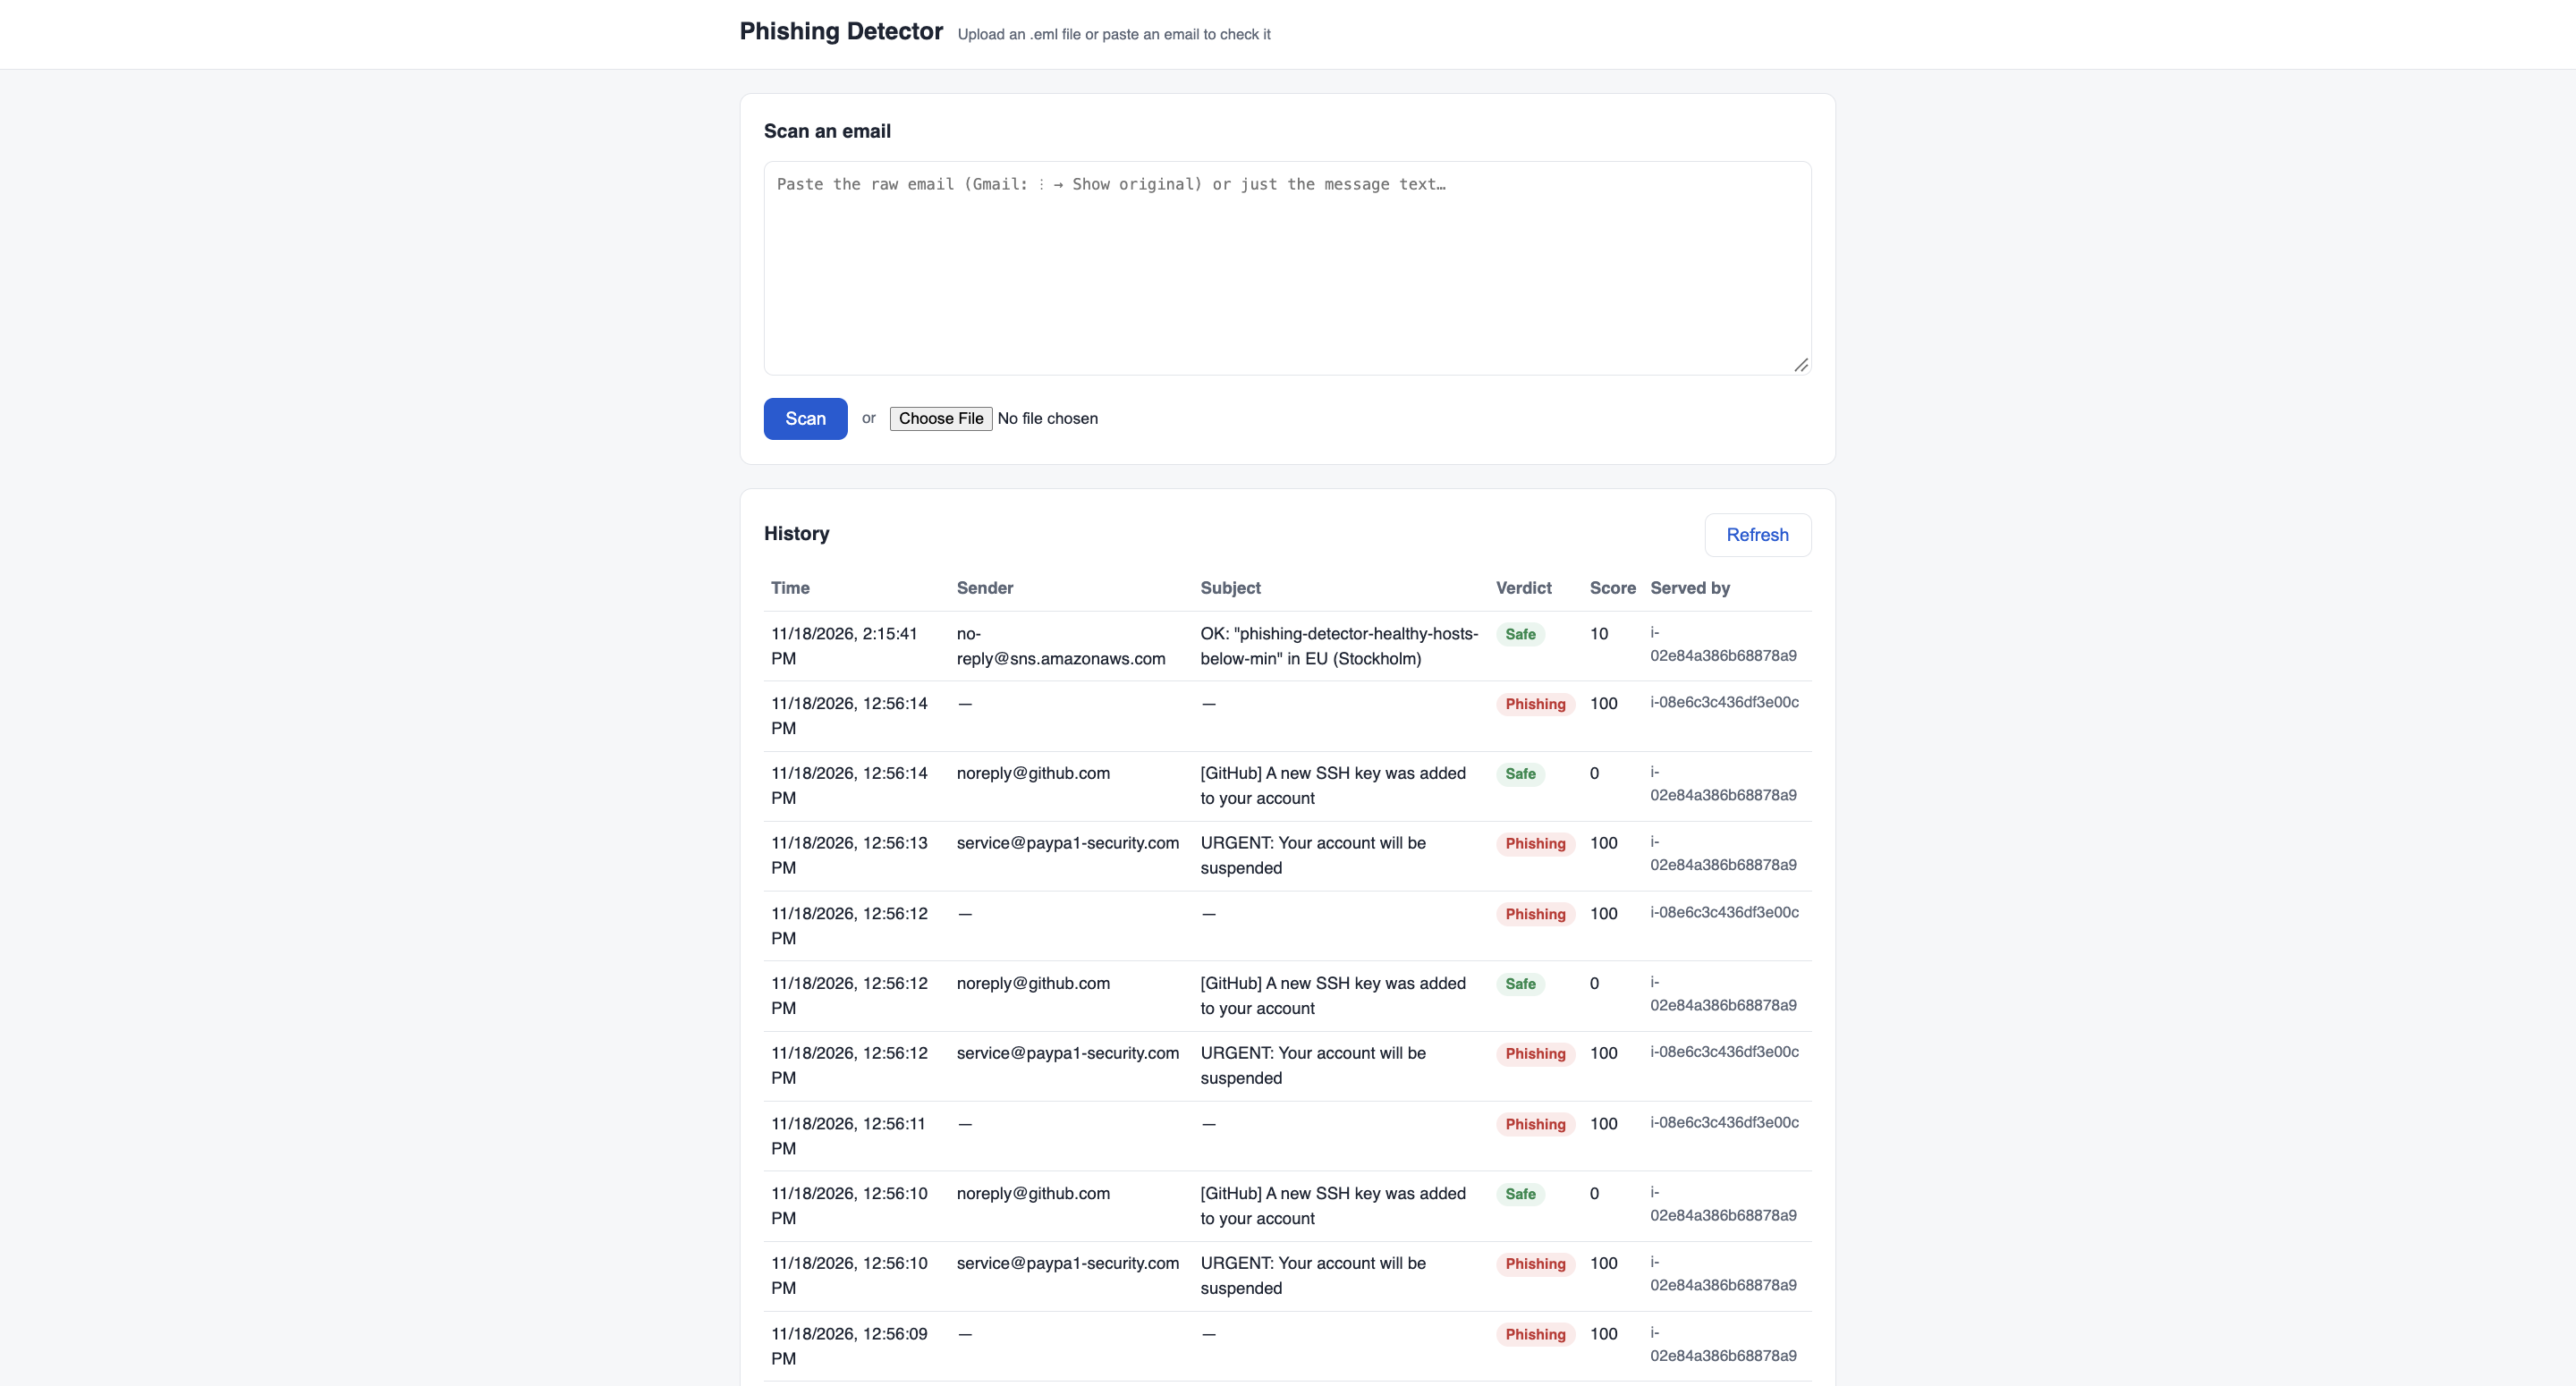 Phishing Detector Upload an .eml file or paste an email to check it
Scan an email
Paste the raw email (Gmail: ⋮ → Show original) or just the message text…
Scan or Choose File No file chosen
History Refresh
Time Sender Subject Verdict Score Served by
11/18/2026, 2:15:41 no- OK: "phishing-detector-healthy-hosts- Safe 10 i-
PM reply@sns.amazonaws.com below-min" in EU (Stockholm) 02e84a386b68878a9
11/18/2026, 12:56:14 — — Phishing 100 i-08e6c3c436df3e00c
PM
11/18/2026, 12:56:14 noreply@github.com [GitHub] A new SSH key was added Safe 0 i-
PM to your account 02e84a386b68878a9
11/18/2026, 12:56:13 service@paypa1-security.com URGENT: Your account will be Phishing 100 i-
PM suspended 02e84a386b68878a9
11/18/2026, 12:56:12 — — Phishing 100 i-08e6c3c436df3e00c
PM
11/18/2026, 12:56:12 noreply@github.com [GitHub] A new SSH key was added Safe 0 i-
PM to your account 02e84a386b68878a9
11/18/2026, 12:56:12 service@paypa1-security.com URGENT: Your account will be Phishing 100 i-08e6c3c436df3e00c
PM suspended
11/18/2026, 12:56:11 — — Phishing 100 i-08e6c3c436df3e00c
PM
11/18/2026, 12:56:10 noreply@github.com [GitHub] A new SSH key was added Safe 0 i-
PM to your account 02e84a386b68878a9
11/18/2026, 12:56:10 service@paypa1-security.com URGENT: Your account will be Phishing 100 i-
PM suspended 02e84a386b68878a9
11/18/2026, 12:56:09 — — Phishing 100 i-
PM 02e84a386b68878a9